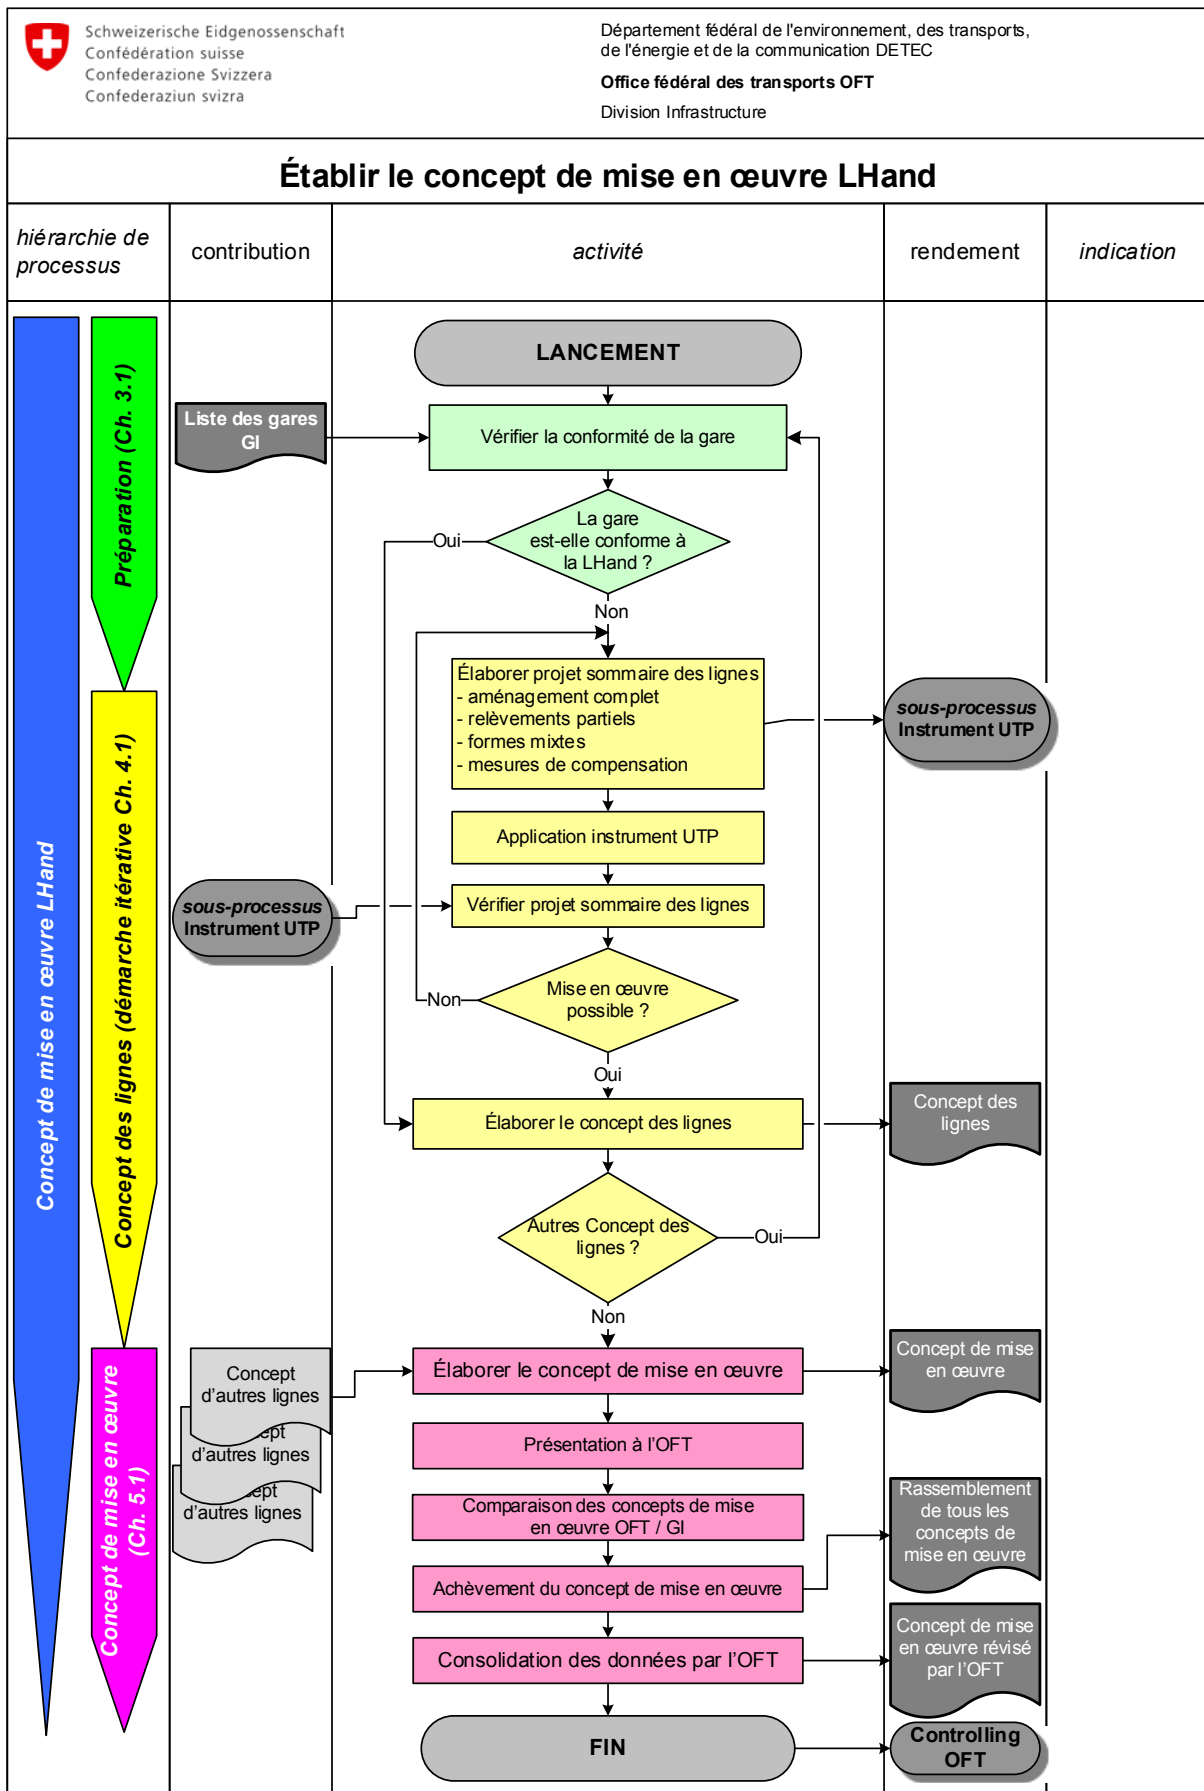 Schweizerische Eidgenossenschaft
Confédération suisse
Confederazione Svizzera
Confederaziun svizra
Département fédéral de l'environnement, des transports,
de l'énergie et de la communication DETEC
Office fédéral des transports OFT
Division Infrastructure
Établir le concept de mise en œuvre LHand
hiérarchie de
processus
contribution
activité
rendement
indication
Concept de mise en œuvre LHand
Préparation (Ch. 3.1)
Concept des lignes (démarche itérative Ch. 4.1)
Concept de mise en œuvre
(Ch. 5.1)
LANCEMENT
Liste des gares
GI
Vérifier la conformité de la gare
La gare
est-elle conforme à
la LHand ?
Oui
Non
Élaborer projet sommaire des lignes
- aménagement complet
- relèvements partiels
- formes mixtes
- mesures de compensation
sous-processus
Instrument UTP
Application instrument UTP
sous-processus
Instrument UTP
Vérifier projet sommaire des lignes
Mise en œuvre
possible ?
Non
Oui
Élaborer le concept des lignes
Concept des
lignes
Autres Concept des
lignes ?
Oui
Non
Concept
d'autres lignes
cept
d'autres lignes
cept
d'autres lignes
Élaborer le concept de mise en œuvre
Concept de mise
en œuvre
Présentation à l'OFT
Comparaison des concepts de mise
en œuvre OFT / GI
Rassemblement
de tous les
concepts de
mise en œuvre
Achèvement du concept de mise en œuvre
Consolidation des données par l'OFT
Concept de mise
en œuvre révisé
par l'OFT
FIN
Controlling
OFT